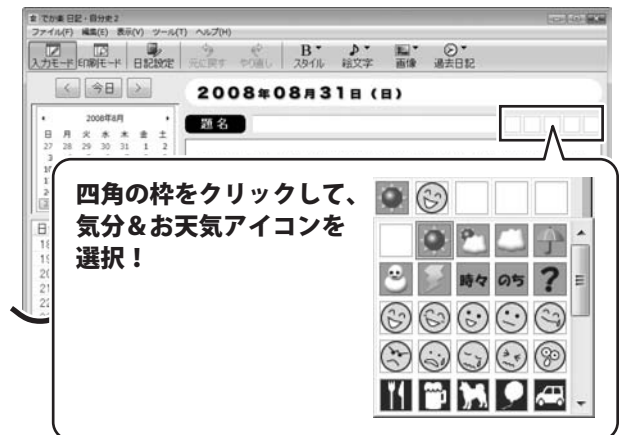 でか楽 日記・自分史2
ファイル(F) 編集(E) 表示(V) ツール(T) ヘルプ(H)
入力モード 印刷モード 日記設定 元に戻す やり直し スタイル 絵文字 画像 過去日記
今日
2008年08月31日(日)
2008年8月
題名
日 月 火 水 木 金 土
27 28 29 30 31 1 2
四角の枠をクリックして、
気分&お天気アイコンを
選択!
時々 のち ?